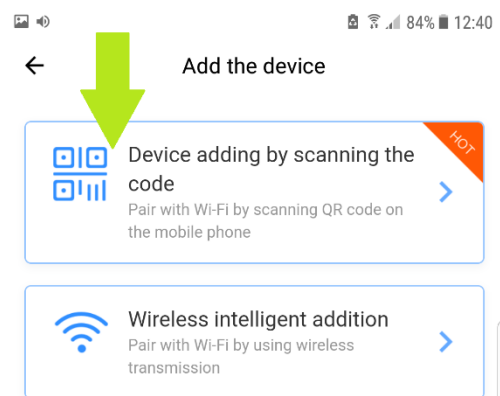 84% 12:40
Add the device
HOT
Device adding by scanning the
code
Pair with Wi-Fi by scanning QR code on
the mobile phone
Wireless intelligent addition
Pair with Wi-Fi by using wireless
transmission